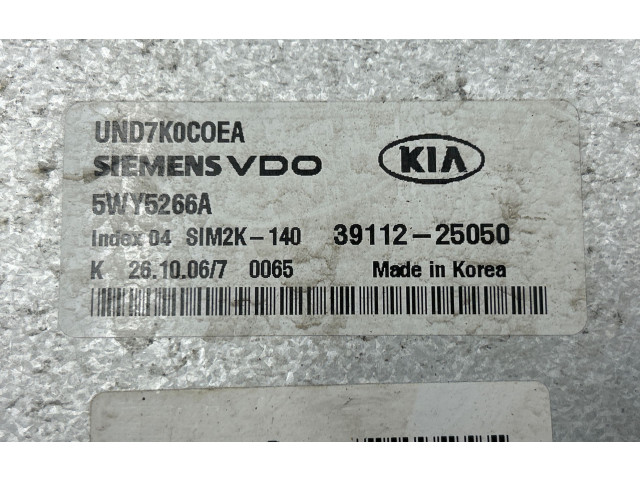 UND7K0C0EA
SIEMENS VDO
KIA
5WY5266A
Index 04 SIM2K-140 39112-25050
K 26.10.06/7 0065 Made in Korea